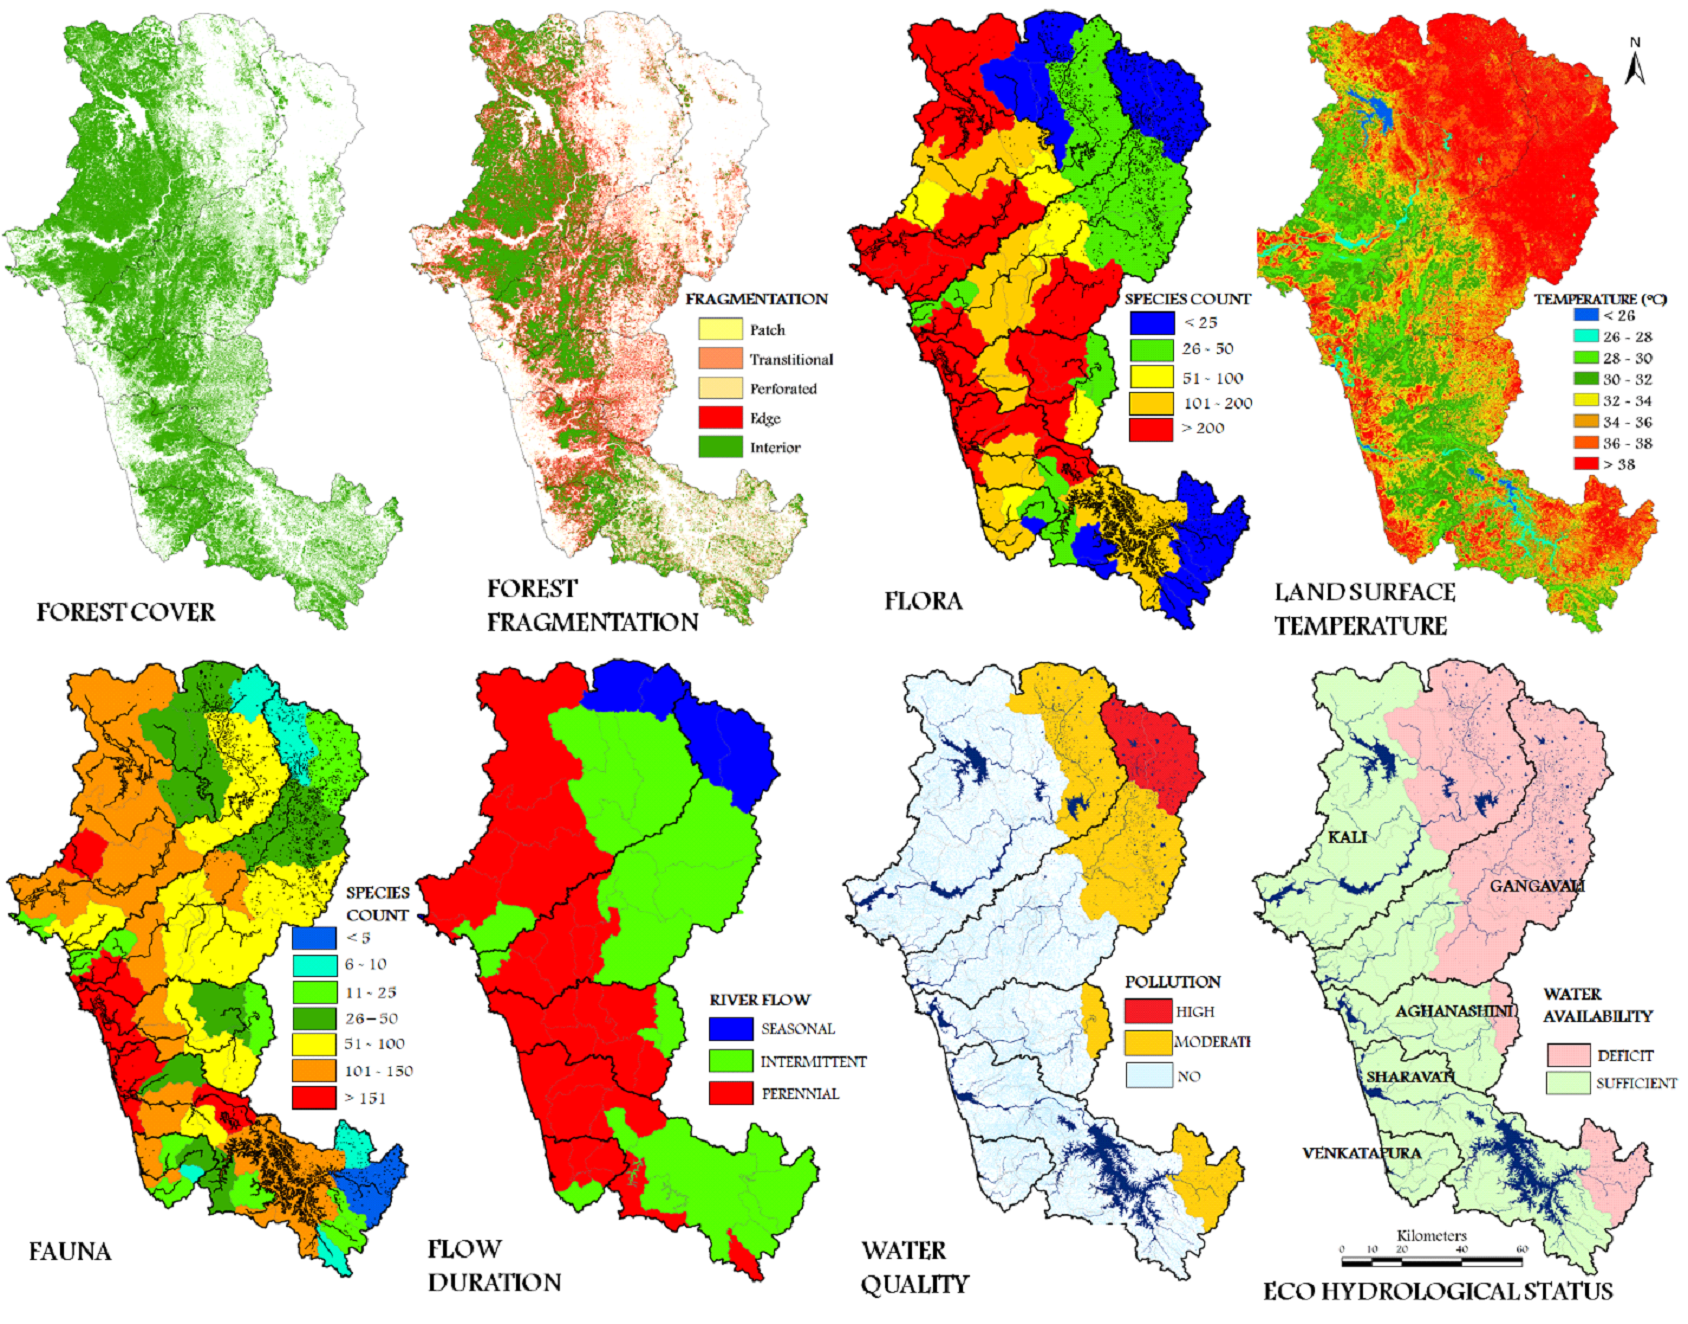 N
FRAGMENTATION
Patch
Transtitional
Perforated
Edge
Interior
SPECIES COUNT
< 25
26 - 50
51 - 100
101 - 200
> 200
TEMPERATURE (°C)
< 26
26 - 28
28 - 30
30 - 32
32 - 34
34 - 36
36 - 38
> 38
FOREST COVER
FOREST
FRAGMENTATION
FLORA
LAND SURFACE
TEMPERATURE
SPECIES
COUNT
< 5
6 - 10
11 - 25
26 – 50
51 - 100
101 - 150
> 151
RIVER FLOW
SEASONAL
INTERMITTENT
PERENNIAL
POLLUTION
HIGH
MODERATE
NO
KALI
GANGAVALI
AGHANASHINI
SHARAVATI
VENKATAPURA
WATER
AVAILABILITY
DEFICIT
SUFFICIENT
Kilometers
0 10 20 40 60
FAUNA
FLOW
DURATION
WATER
QUALITY
ECO HYDROLOGICAL STATUS